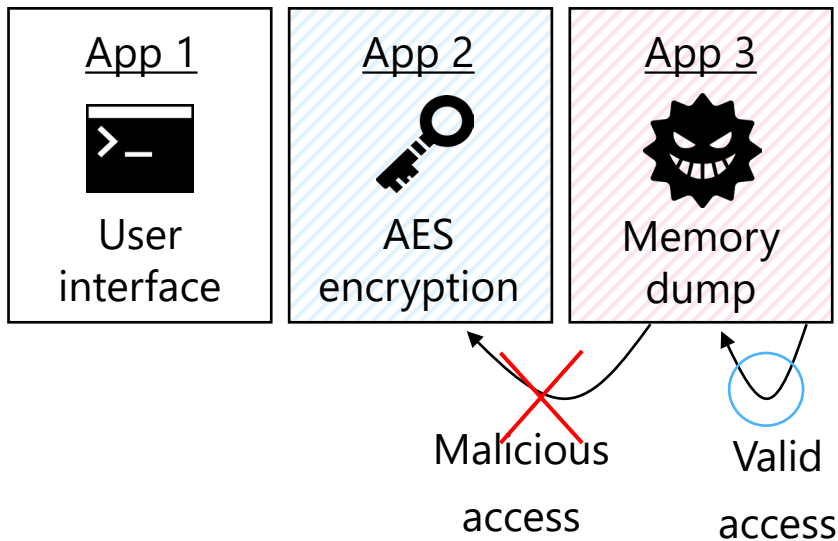 App 1
User
interface
App 2
AES
encryption
App 3
Memory
dump
Malicious
access
Valid
access